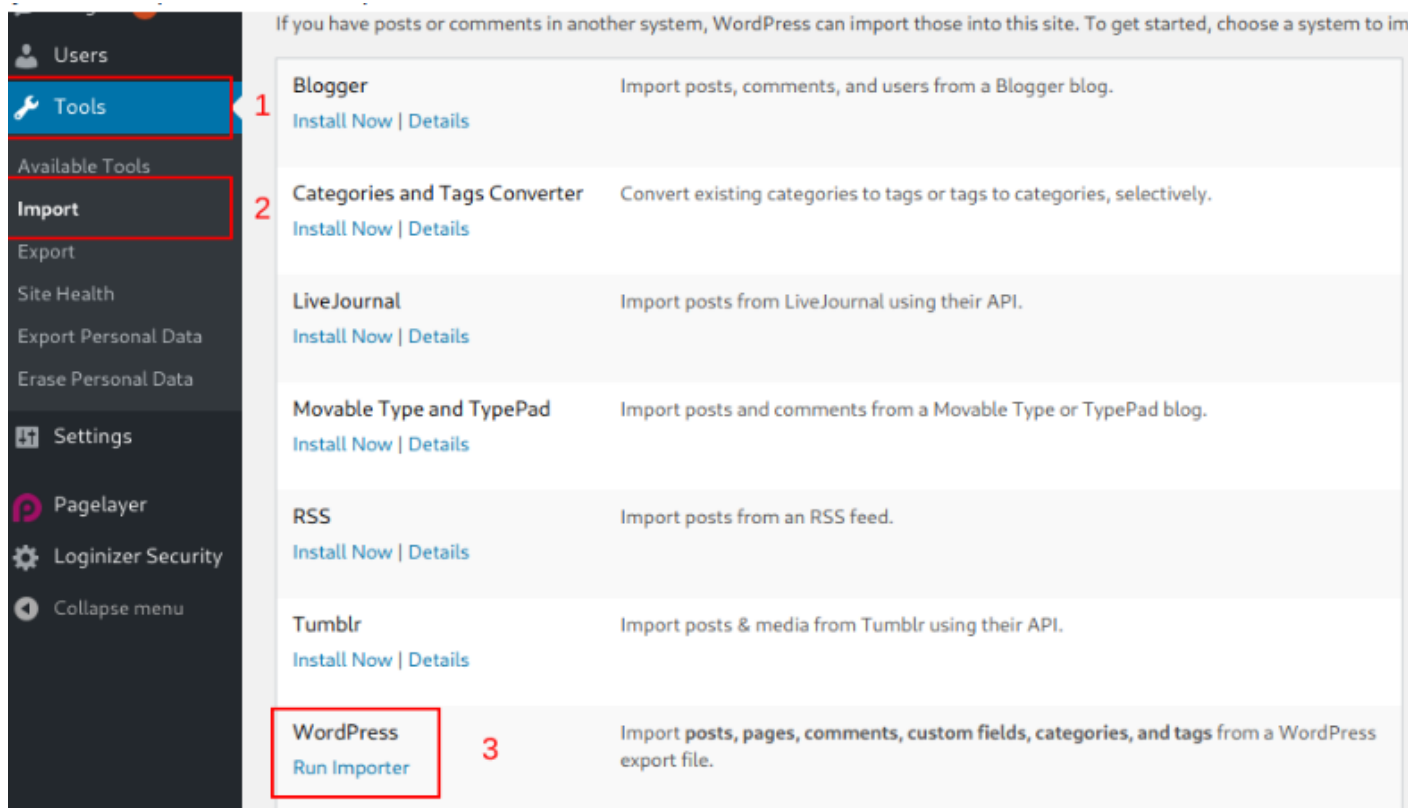 If you have posts or comments in another system, WordPress can import those into this site. To get started, choose a system to im
Users
Tools
1
Available Tools
Import
2
Export
Site Health
Export Personal Data
Erase Personal Data
Settings
Pagelayer
Loginizer Security
Collapse menu
Blogger
Import posts, comments, and users from a Blogger blog.
Install Now | Details
Categories and Tags Converter
Convert existing categories to tags or tags to categories, selectively.
Install Now | Details
LiveJournal
Import posts from LiveJournal using their API.
Install Now | Details
Movable Type and TypePad
Import posts and comments from a Movable Type or TypePad blog.
Install Now | Details
RSS
Import posts from an RSS feed.
Install Now | Details
Tumblr
Import posts & media from Tumblr using their API.
Install Now | Details
WordPress
Run Importer
3
Import posts, pages, comments, custom fields, categories, and tags from a WordPress
export file.